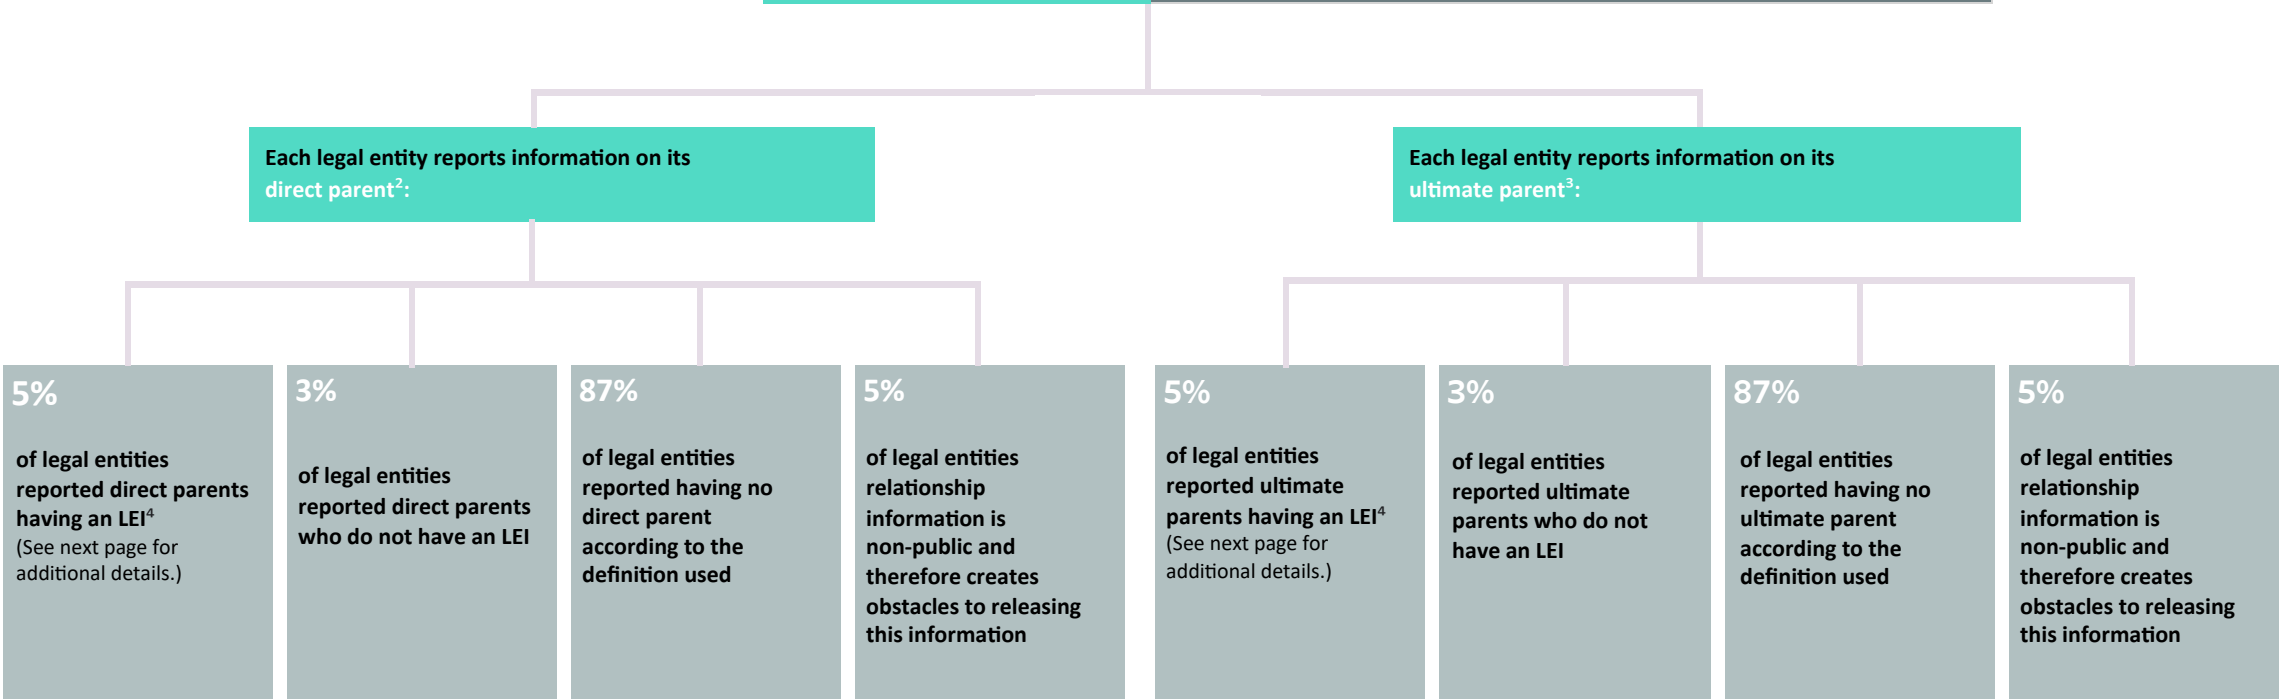 Each legal entity reports information on its
direct parent²:
Each legal entity reports information on its
ultimate parent³:
5%
of legal entities
reported direct parents
having an LEI⁴
(See next page for
additional details.)
3%
of legal entities
reported direct parents
who do not have an LEI
87%
of legal entities
reported having no
direct parent
according to the
definition used
5%
of legal entities
relationship
information is
non-public and
therefore creates
obstacles to releasing
this information
5%
of legal entities
reported ultimate
parents having an LEI⁴
(See next page for
additional details.)
3%
of legal entities
reported ultimate
parents who do not
have an LEI
87%
of legal entities
reported having no
ultimate parent
according to the
definition used
5%
of legal entities
relationship
information is
non-public and
therefore creates
obstacles to releasing
this information